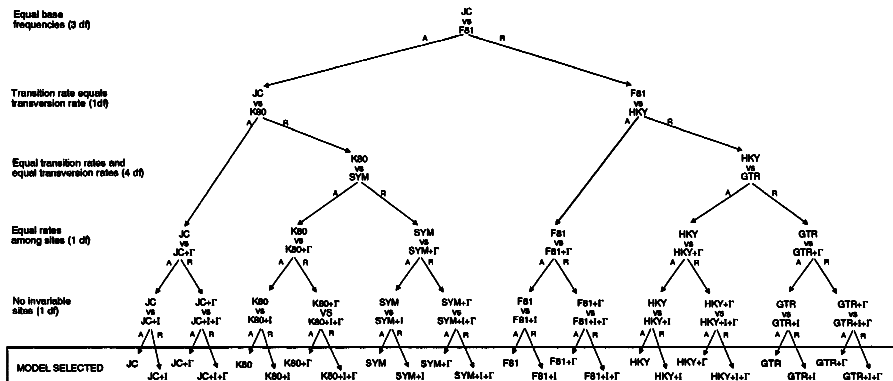 Equal base
frequencies (3 df)
JC
vs
F81
A R
Transition rate equals
transversion rate (1df)
JC
vs
K80
A R
F81
vs
HKY
A R
Equal transition rates and
equal transversion rates (4 df)
K80
vs
SYM
A R
HKY
vs
GTR
A R
Equal rates
among sites (1 df)
JC
vs
JC+Γ
A R
K80
vs
K80+Γ
A R
SYM
vs
SYM+Γ
A R
F81
vs
F81+Γ
A R
HKY
vs
HKY+Γ
A R
GTR
vs
GTR+Γ
A R
No invariable
sites (1 df)
JC
vs
JC+I
A R
JC+Γ
vs
JC+I+Γ
A R
K80
vs
K80+I
A R
K80+Γ
VS
K80+I+Γ
A R
SYM
vs
SYM+I
A R
SYM+Γ
vs
SYM+I+Γ
A R
F81
vs
F81+I
A R
F81+Γ
vs
F81+I+Γ
A R
HKY
vs
HKY+I
A R
HKY+Γ
vs
HKY+I+Γ
A R
GTR
vs
GTR+I
A R
GTR+Γ
vs
GTR+I+Γ
A R
MODEL SELECTED
JC JC+I JC+Γ JC+I+Γ K80 K80+I K80+Γ K80+I+Γ SYM SYM+I SYM+Γ SYM+I+Γ F81 F81+I F81+Γ F81+I+Γ HKY HKY+I HKY+Γ HKY+I+Γ GTR GTR+I GTR+Γ GTR+I+Γ